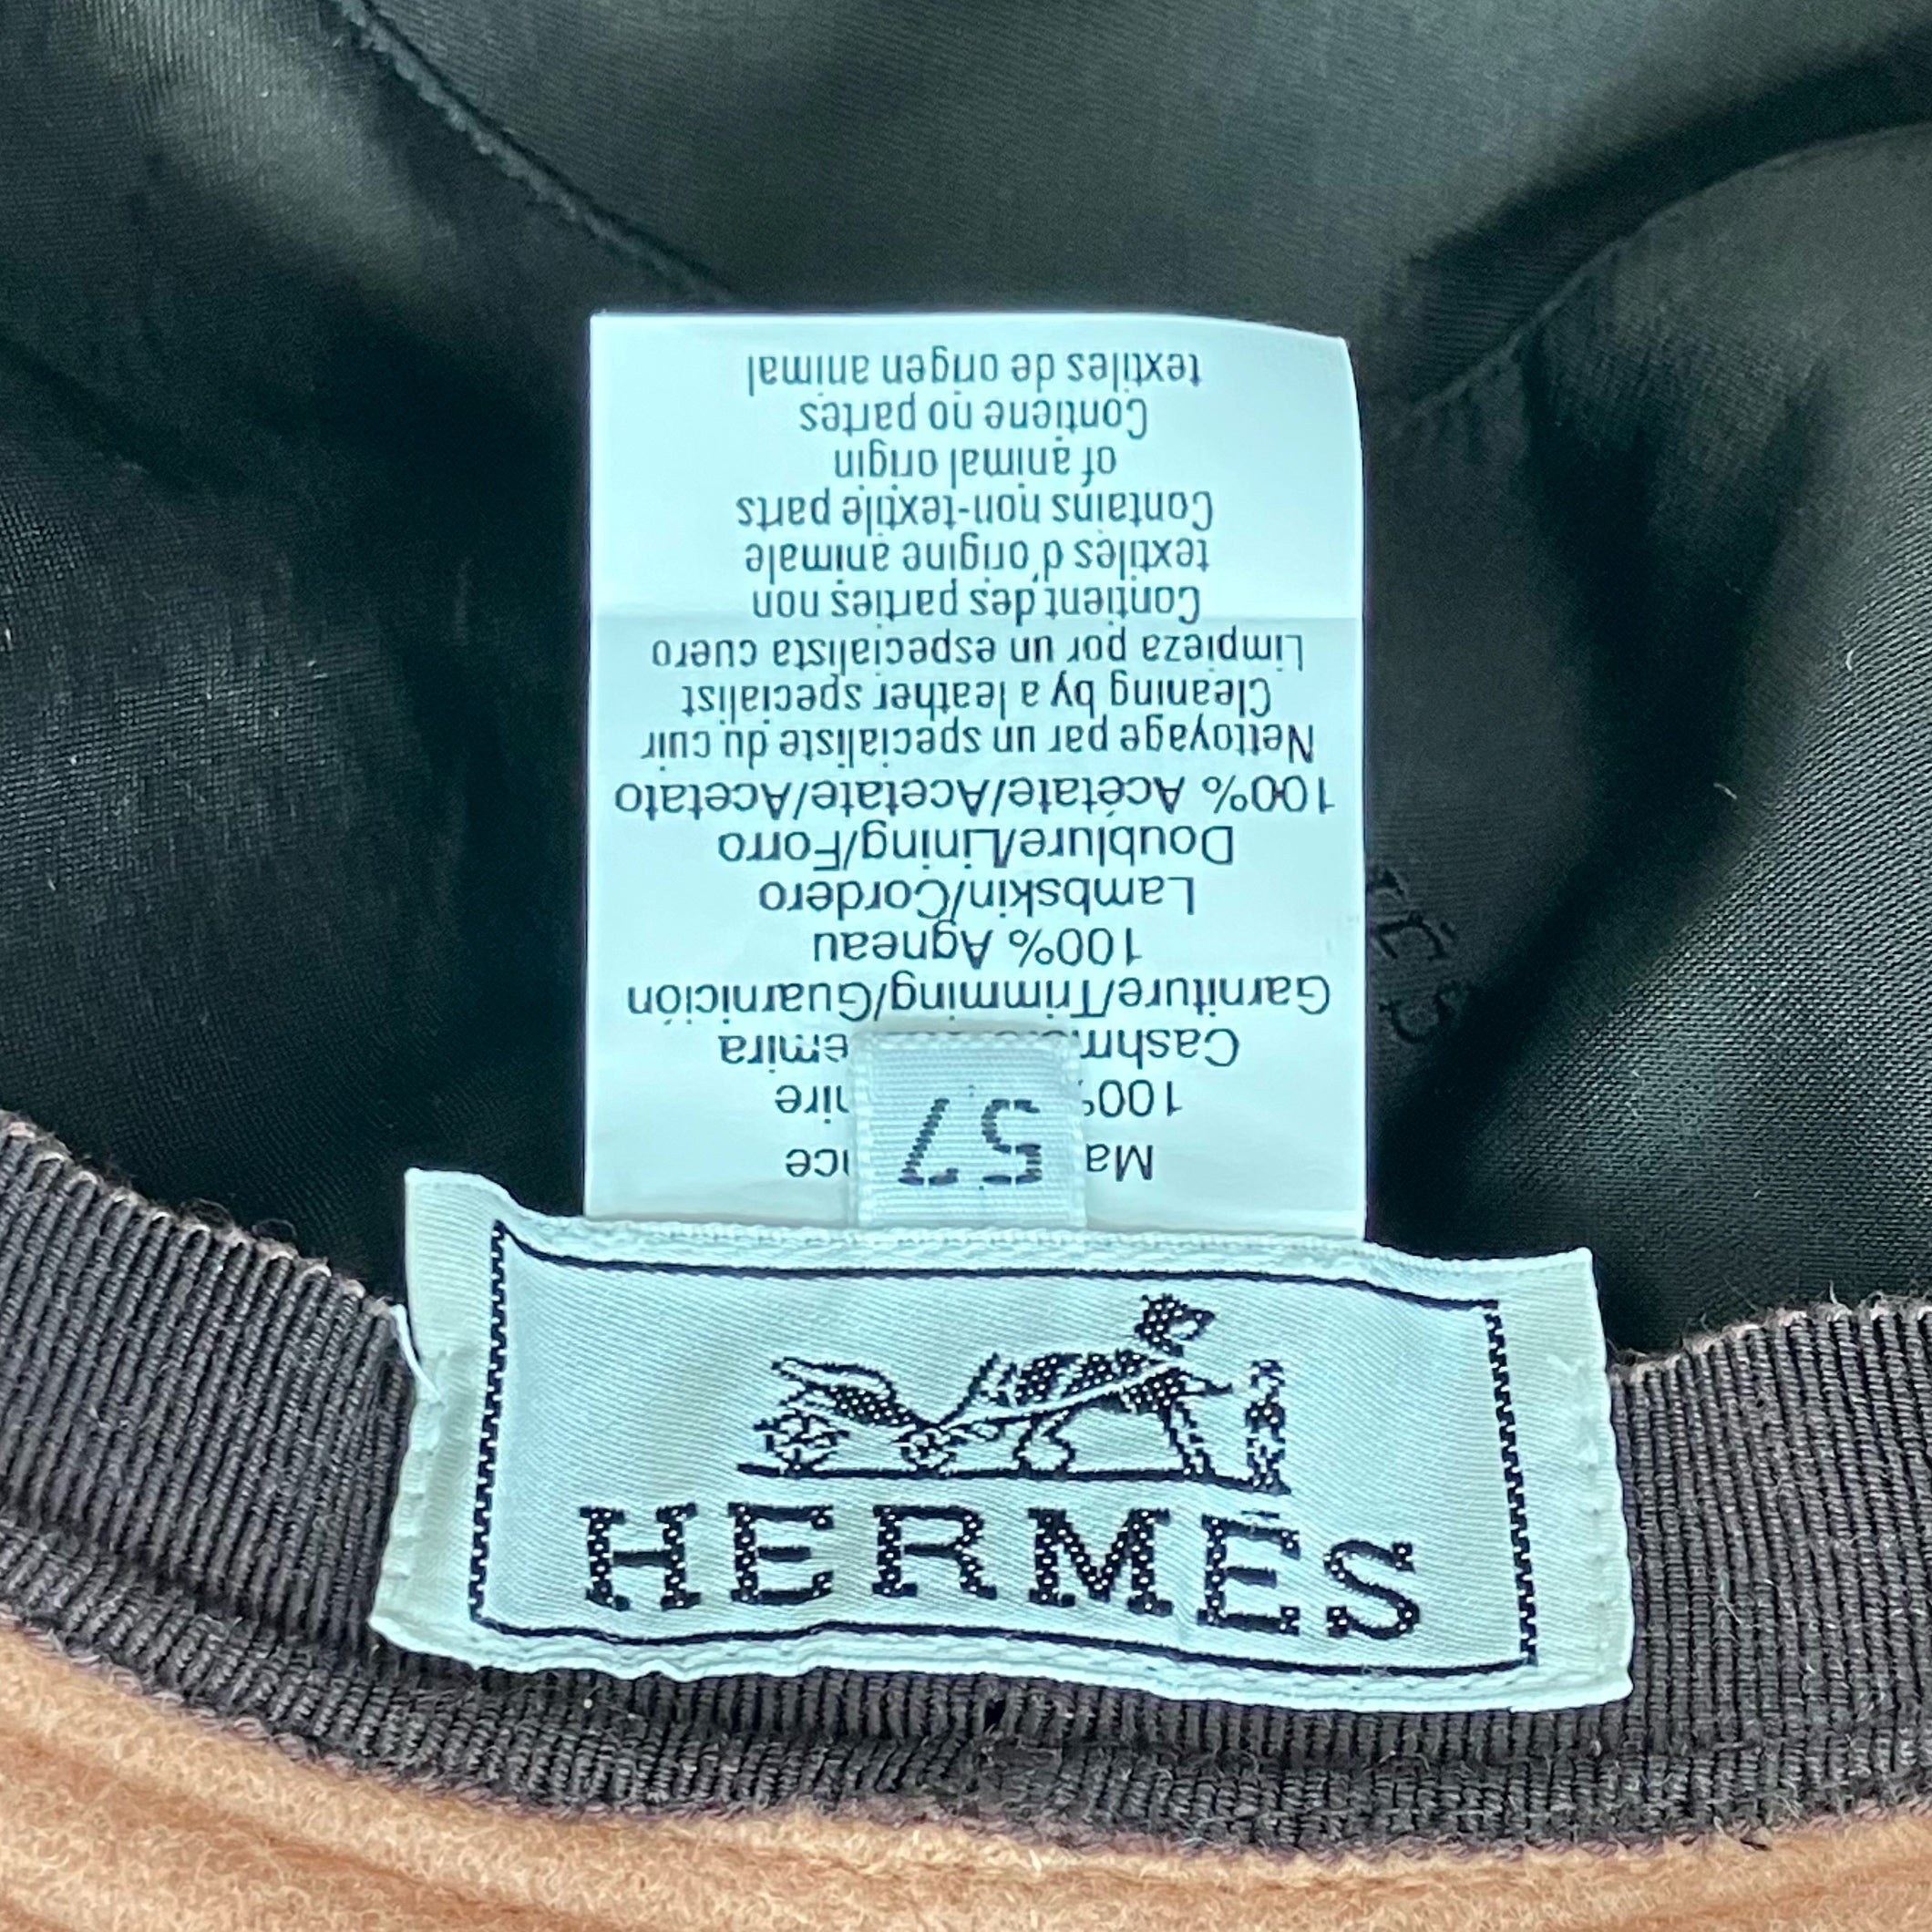 HERMÈS
57
Garniture/Trimming/Guarnición
100% Agneau
Lambskin/Cordero
Doublure/Lining/Forro
100% Acétate/Acetate/Acetato
Nettoyage par un specialiste du cuir
Cleaning by a leather specialist
Limpieza por un especialista cuero
Contient des parties non
textiles d'origine animale
Contains non-textile parts
of animal origin
Contiene no partes
textiles de origen animal